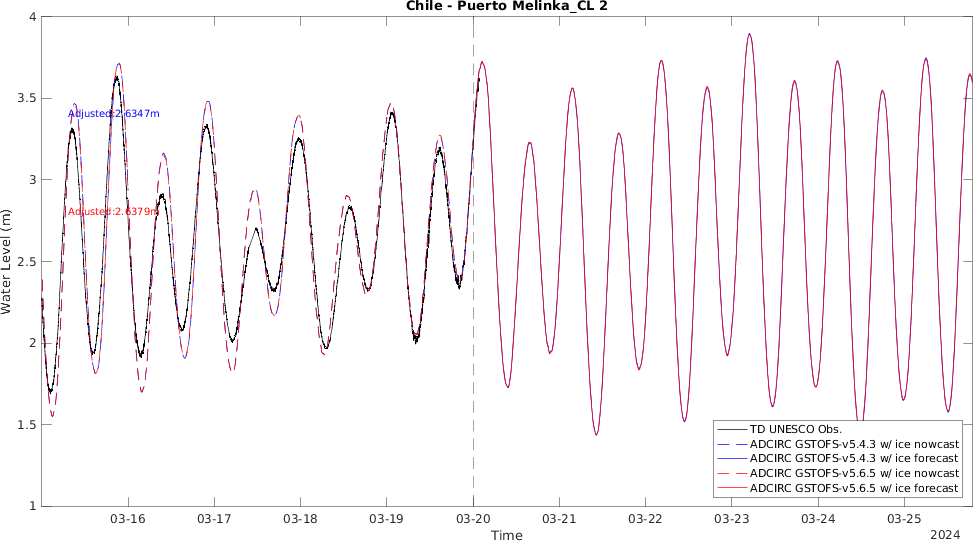 Chile - Puerto Melinka_CL 2
4
3.5
3
2.5
2
1.5
1
Water Level (m)
Adjusted:2.6347m
Adjusted:2.6379m
TD UNESCO Obs.
ADCIRC GSTOFS-v5.4.3 w/ ice nowcast
ADCIRC GSTOFS-v5.4.3 w/ ice forecast
ADCIRC GSTOFS-v5.6.5 w/ ice nowcast
ADCIRC GSTOFS-v5.6.5 w/ ice forecast
03-16 03-17 03-18 03-19 03-20 03-21 03-22 03-23 03-24 03-25
Time
2024